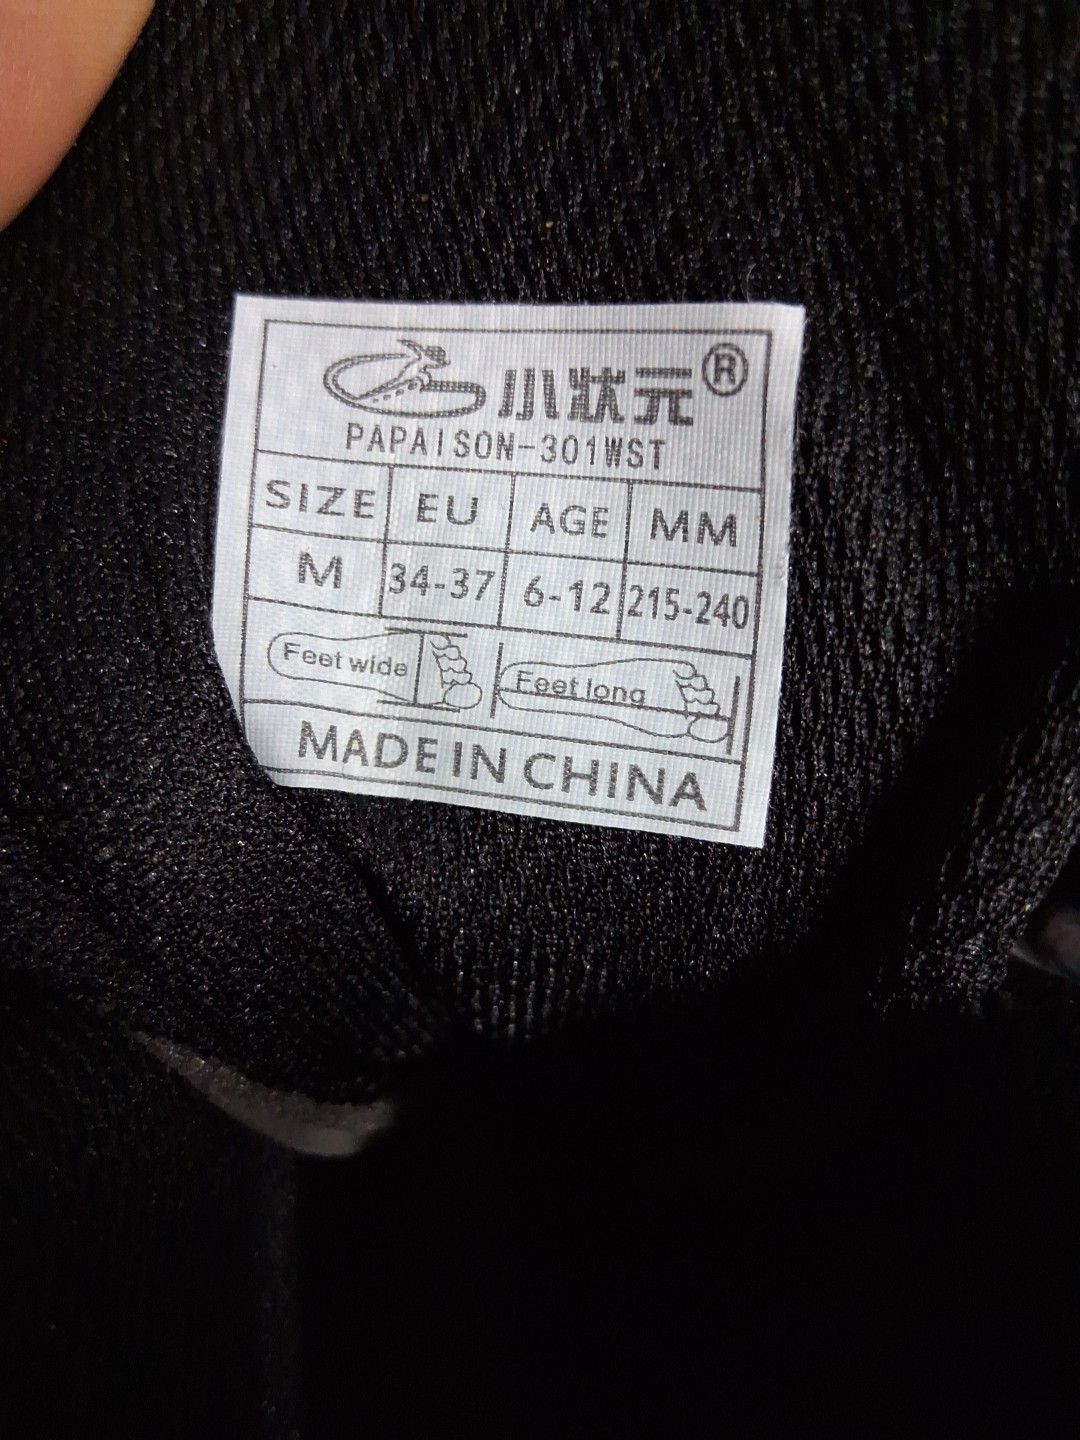 小狀元®
PAPAISON-301WST
SIZE EU AGE MM
M 34-37 6-12 215-240
Feet wide Feet long
MADE IN CHINA